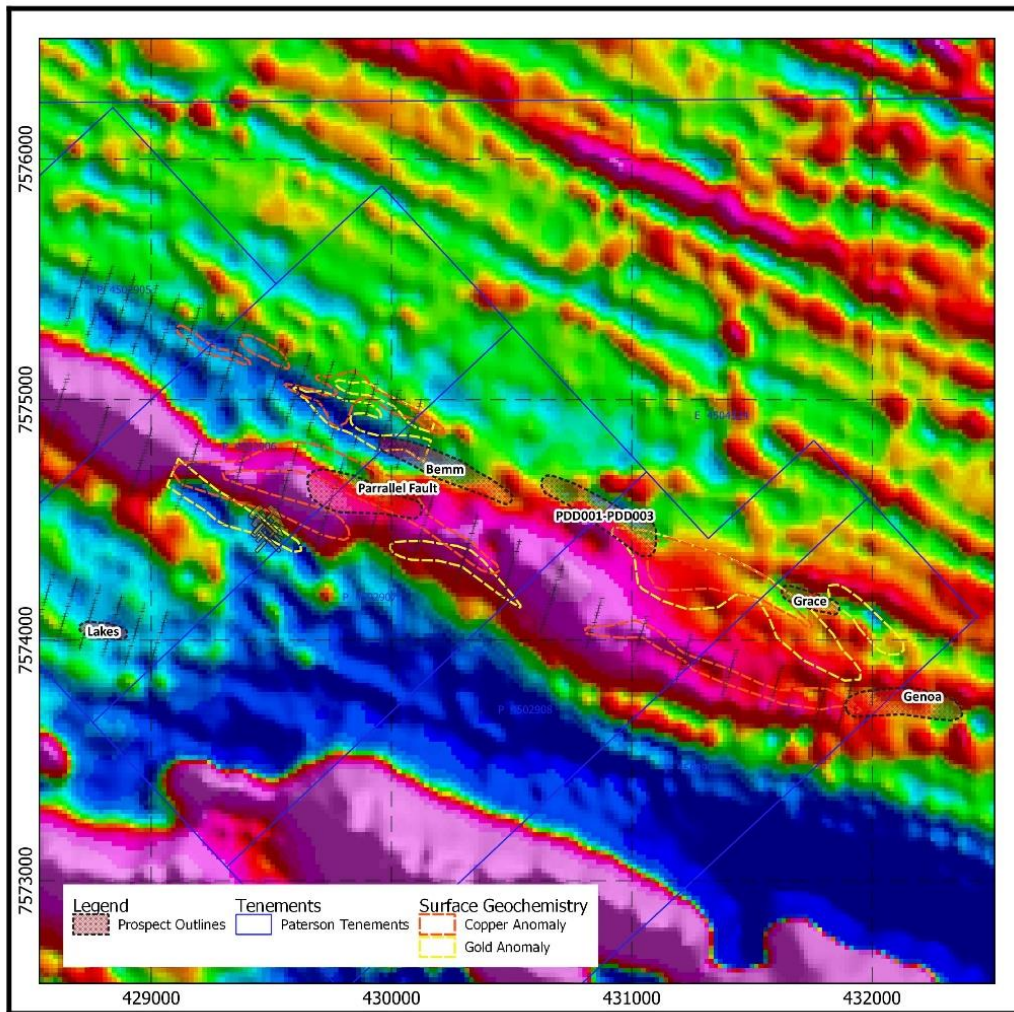 7576000
7575000
7574000
7573000
Bemm
Parrallel Fault
PDD001-PDD003
Grace
Lakes
Genoa
Legend
Prospect Outlines
Tenements
Paterson Tenements
Surface Geochemistry
Copper Anomaly
Gold Anomaly
429000
430000
431000
432000